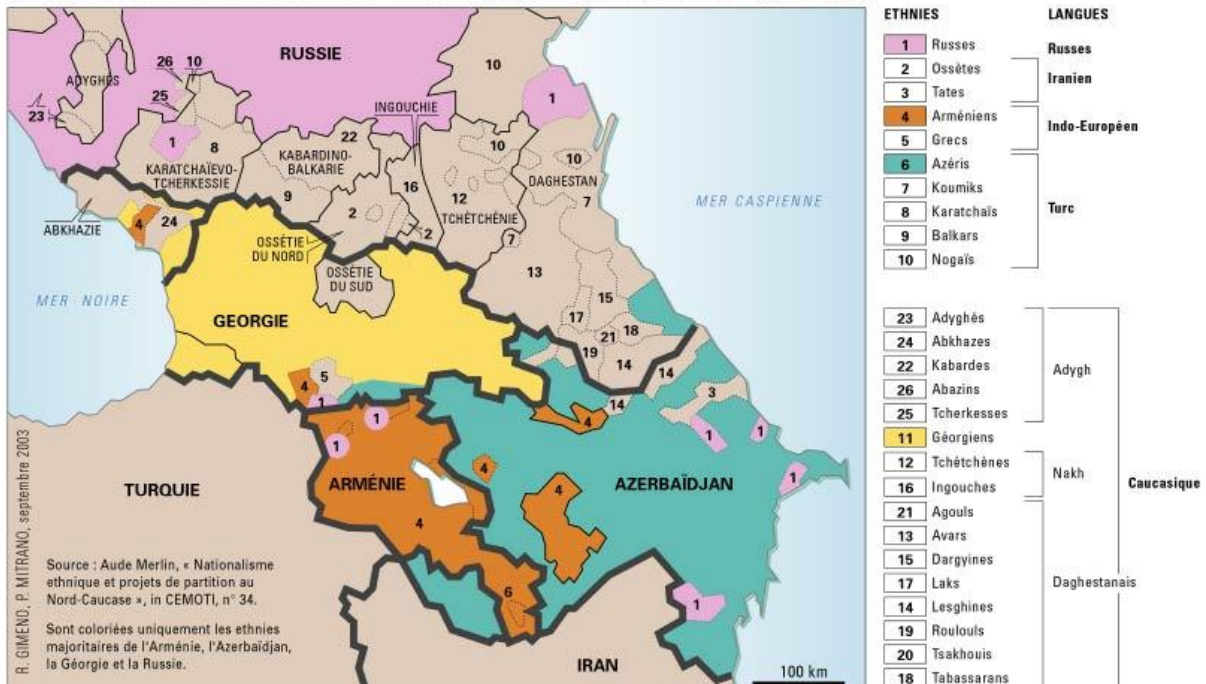 RUSSIE
ADYGHÉS
26
10
25
23
1
8
KARATCHAÏEVO-
TCHERKESSIE
22
KABARDINO-
BALKARIE
9
INGOUCHIE
16
2
2
OSSÉTIE
DU NORD
10
1
10
10
DAGHESTAN
7
12
TCHÉTCHÉNIE
7
13
15
17
21
18
19
14
14
14
3
MER CASPIENNE
ABKHAZIE
4
24
OSSÉTIE
DU SUD
MER NOIRE
GEORGIE
4
5
1
1
1
ARMÉNIE
4
4
4
4
AZERBAÏDJAN
1
1
1
1
6
TURQUIE
IRAN
100 km
R. GIMENO, P. MITRANO, septembre 2003
Source : Aude Merlin, « Nationalisme
ethnique et projets de partition au
Nord-Caucase », in CEMOTI, n° 34.
Sont coloriées uniquement les ethnies
majoritaires de l'Arménie, l'Azerbaïdjan,
la Géorgie et la Russie.
ETHNIES LANGUES
1 Russes Russes
2 Ossètes
Iranien
3 Tates
4 Arméniens
Indo-Européen
5 Grecs
6 Azéris
7 Koumiks
8 Karatchaïs
Turc
9 Balkars
10 Nogaïs
23 Adyghés
24 Abkhazes
22 Kabardes
Adygh
26 Abazins
25 Tcherkesses
11 Géorgiens
12 Tchétchènes
Nakh
Caucasique
16 Ingouches
21 Agouls
13 Avars
15 Dargyines
17 Laks
Daghestanais
14 Lesghines
19 Roulouls
20 Tsakhouis
18 Tabassarans